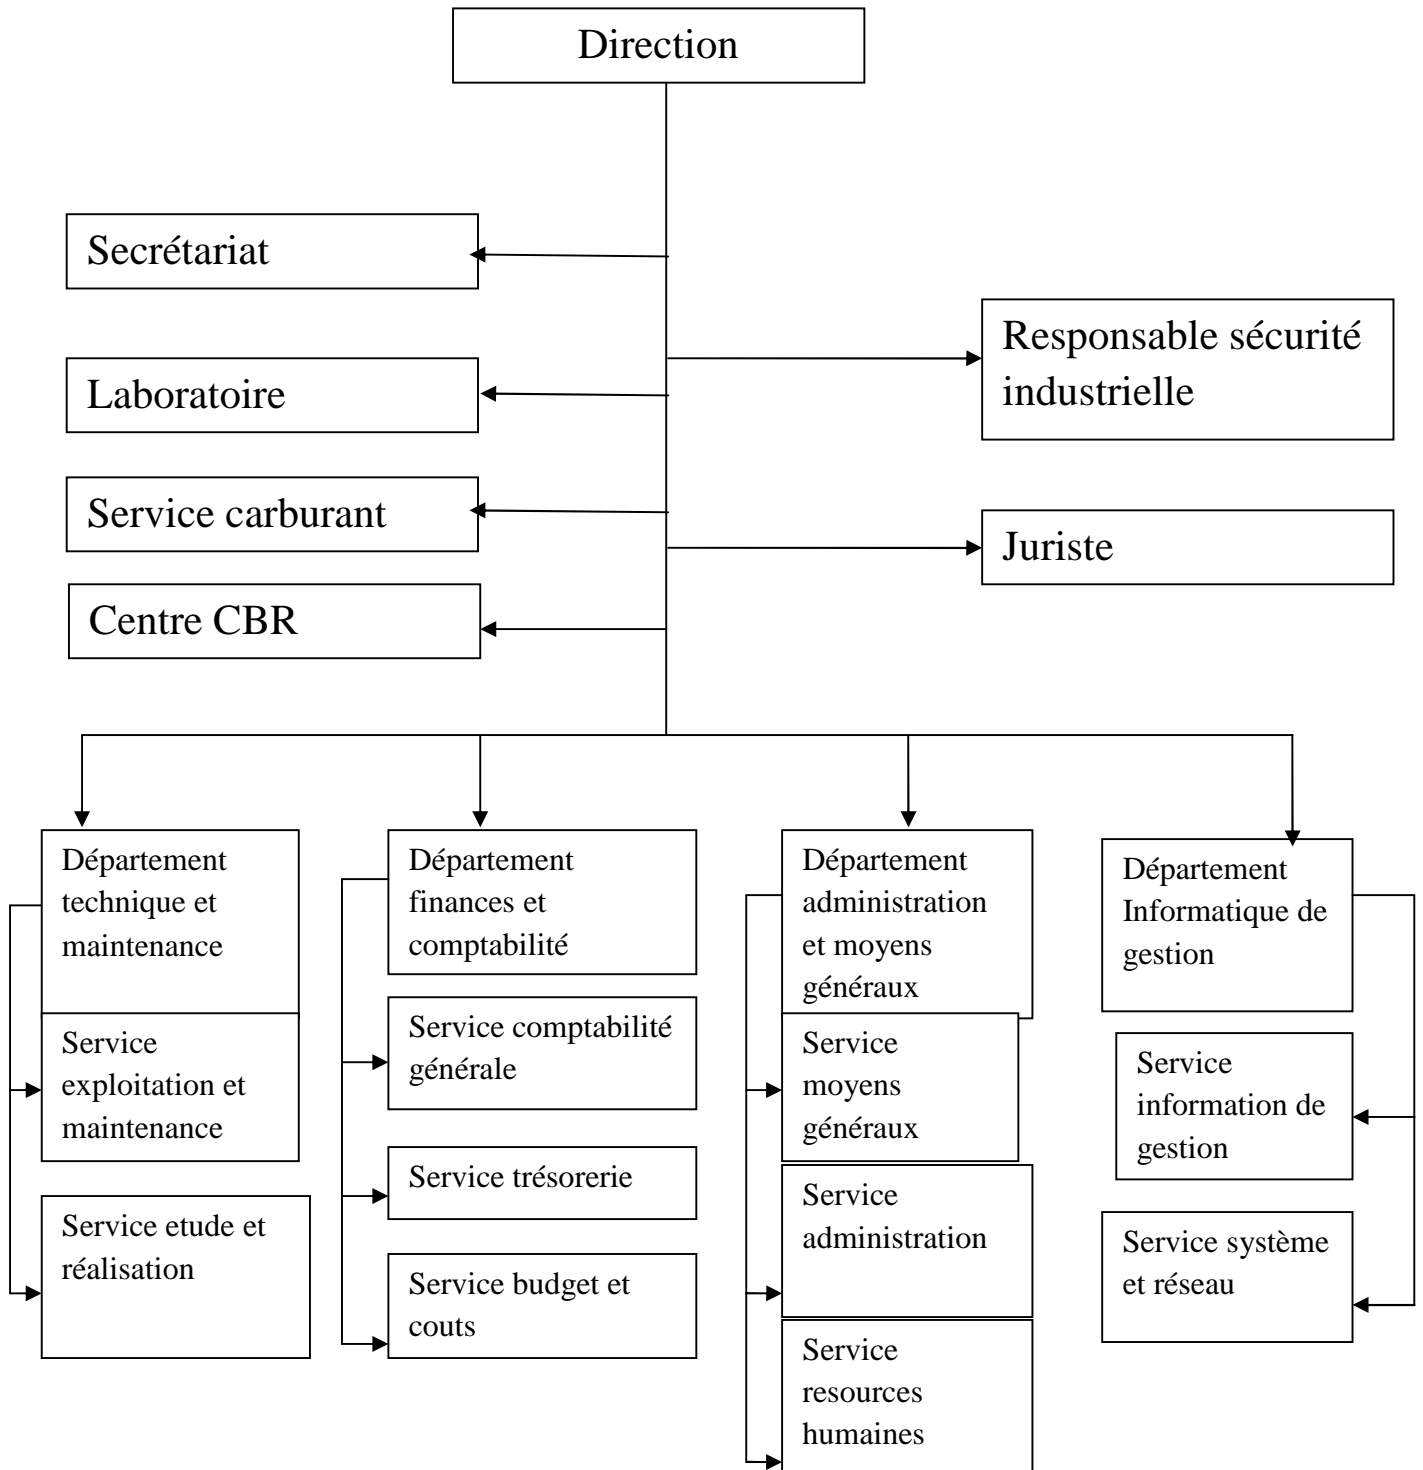 Direction
Secrétariat
Responsable sécurité
industrielle
Laboratoire
Service carburant
Juriste
Centre CBR
Département
technique et
maintenance
Service
exploitation et
maintenance
Service etude et
réalisation
Département
finances et
comptabilité
Service comptabilité
générale
Service trésorerie
Service budget et
couts
Département
administration
et moyens
généraux
Service
moyens
généraux
Service
administration
Service
resources
humaines
Département
Informatique de
gestion
Service
information de
gestion
Service système
et réseau